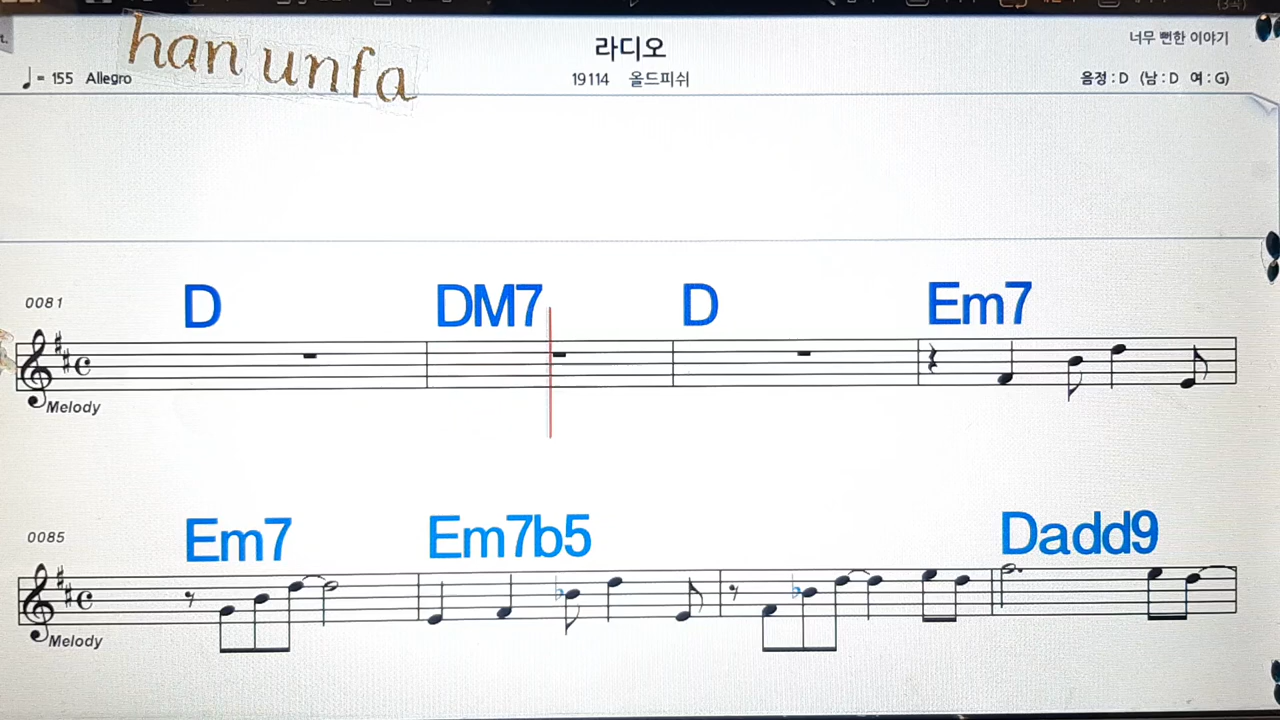 han unfa
라디오
너무 뻔한 이야기
♩= 155 Allegro
19114 올드피쉬
음정 : D (남 : D 여 : G)
0081
D DM7 D Em7
Melody
0085
Em7 Em7b5 Dadd9
Melody